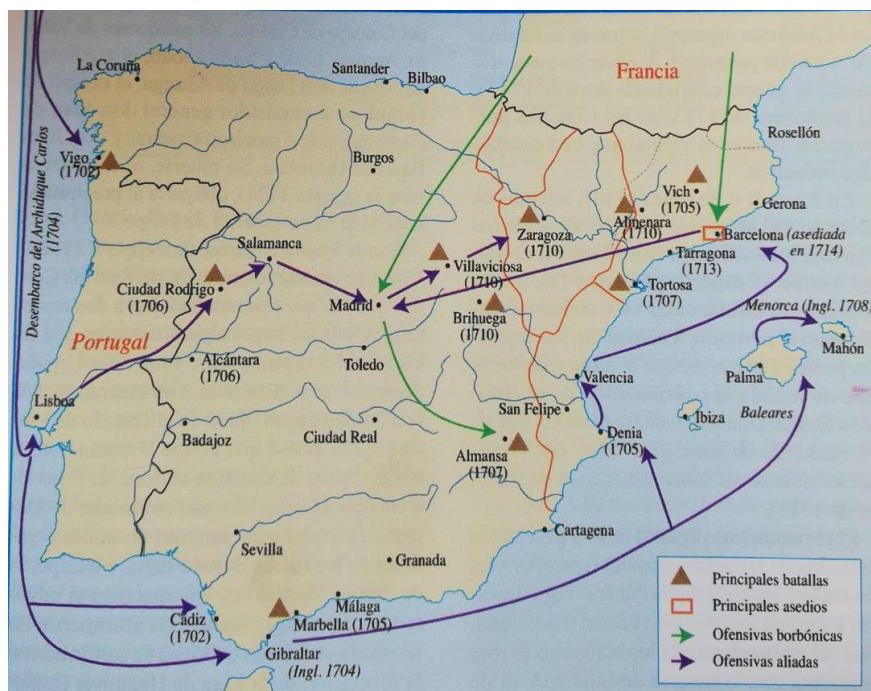 La Coruña
Santander
Bilbao
Francia
Vigo
(1702)
Burgos
Rosellón
Vich
(1705)
Gerona
Desembarco del Archiduque Carlos
(1704)
Zaragoza
(1710)
Almenara
(1710)
Barcelona (asediada
en 1714)
Salamanca
Villaviciosa
(1710)
Tarragona
(1713)
Ciudad Rodrigo
(1706)
Madrid
Tortosa
(1707)
Brihuega
(1710)
Menorca (Ingl. 1708)
Portugal
Alcántara
(1706)
Toledo
Mahón
Valencia
Palma
Lisboa
San Felipe
Ibiza
Baleares
Badajoz
Ciudad Real
Denia
(1705)
Almansa
(1707)
Cartagena
Sevilla
Granada
Cádiz
(1702)
Málaga
Marbella (1705)
Gibraltar
(Ingl. 1704)
Principales batallas
Principales asedios
Ofensivas borbónicas
Ofensivas aliadas